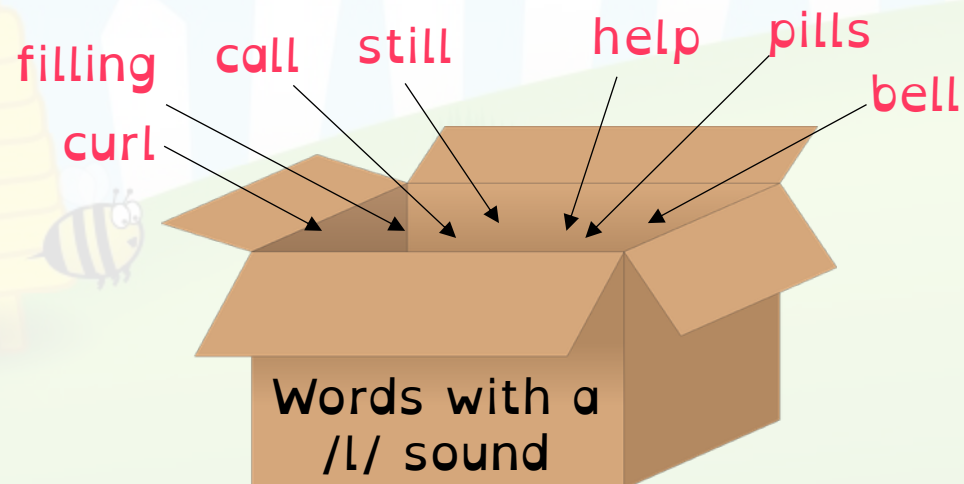 filling
call
still
help
pills
bell
curl
Words with a
/l/ sound